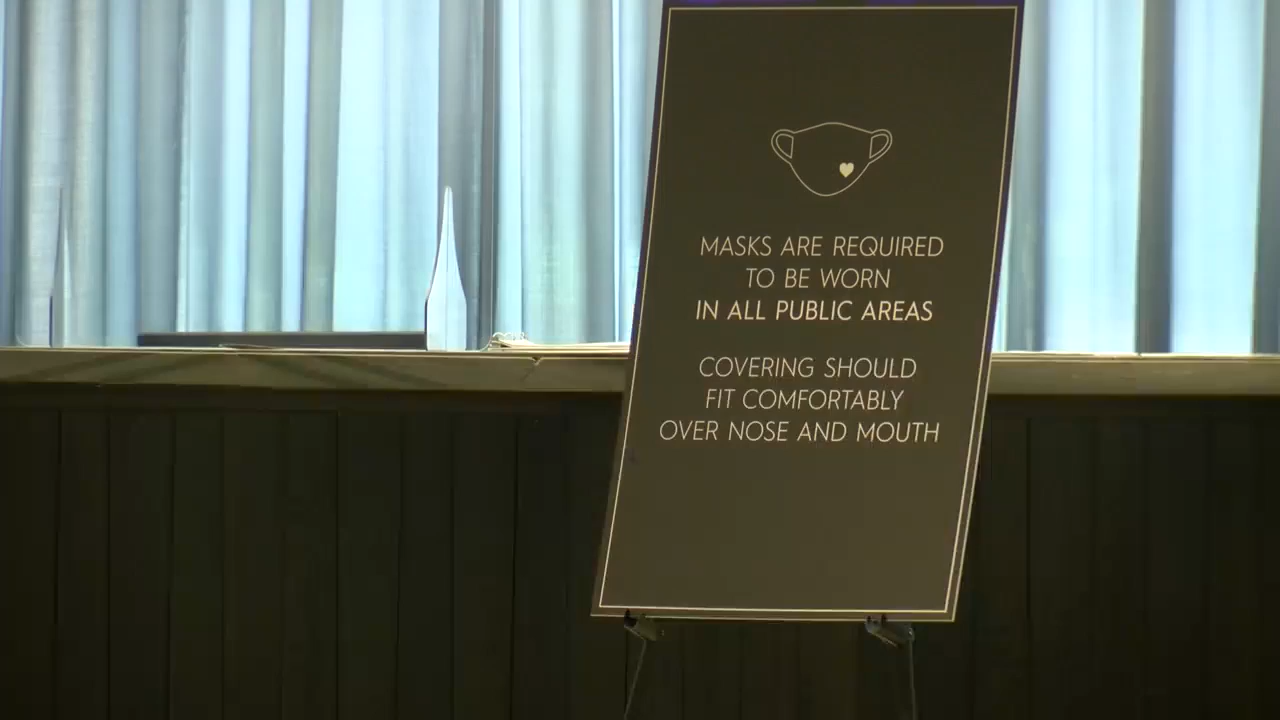 MASKS ARE REQUIRED
TO BE WORN
IN ALL PUBLIC AREAS
COVERING SHOULD
FIT COMFORTABLY
OVER NOSE AND MOUTH